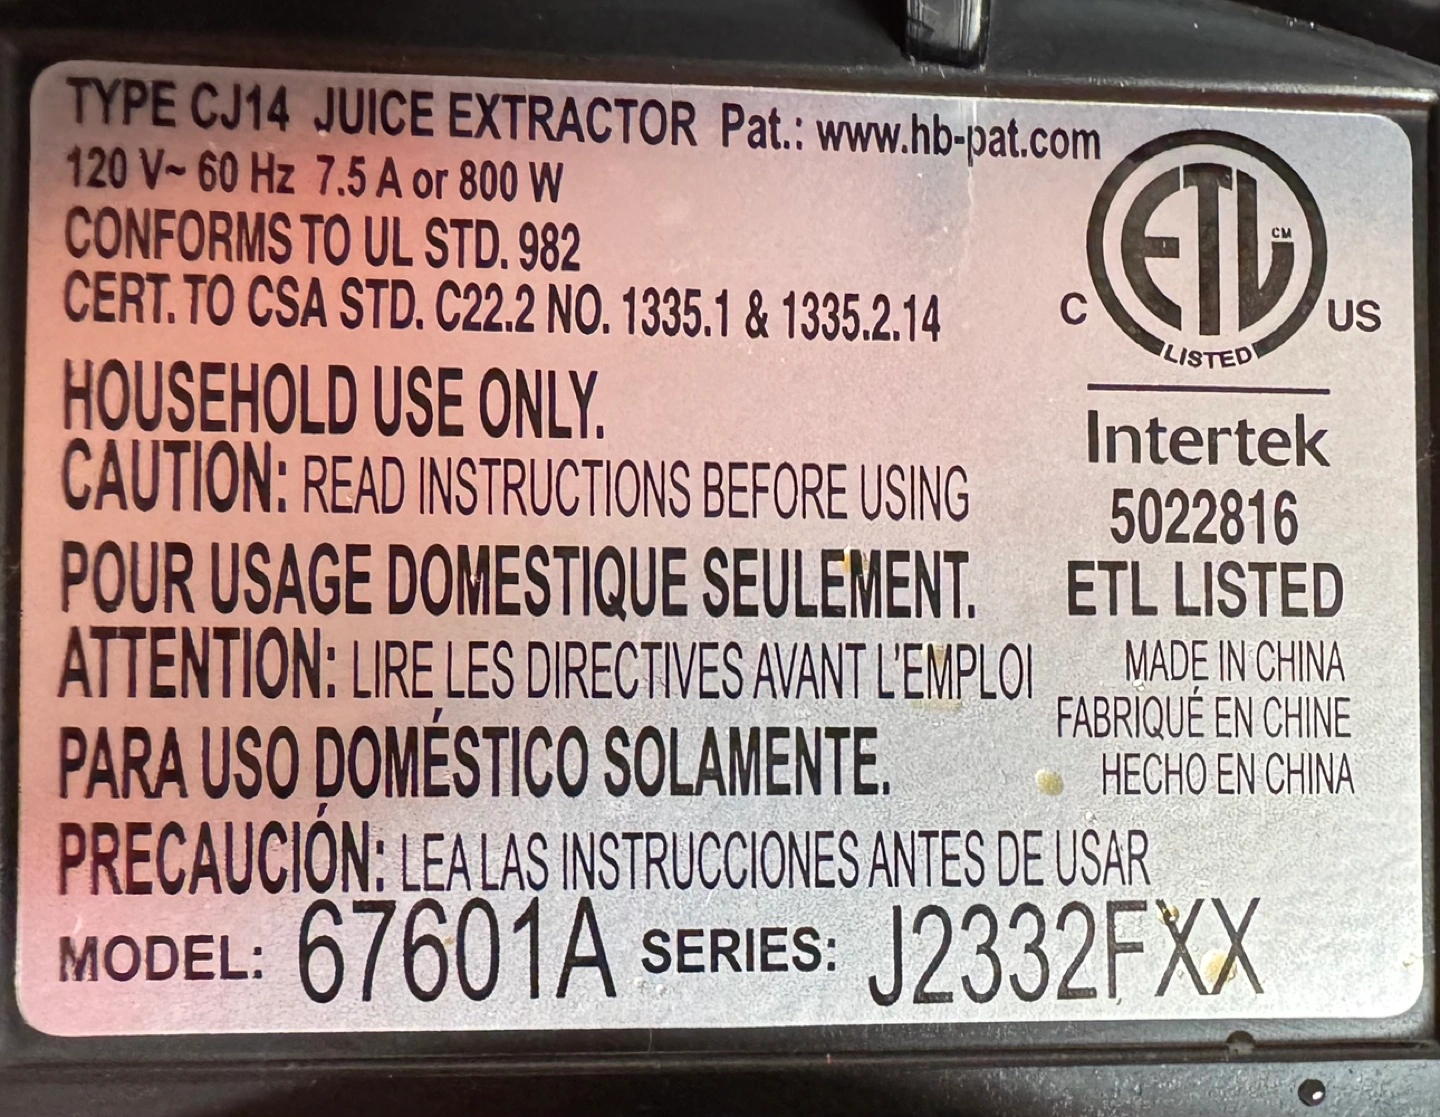 TYPE CJ14 JUICE EXTRACTOR Pat.: www.hb-pat.com
120 V~ 60 Hz 7.5 A or 800 W
CONFORMS TO UL STD. 982
CERT. TO CSA STD. C22.2 NO. 1335.1 & 1335.2.14
HOUSEHOLD USE ONLY.
CAUTION: READ INSTRUCTIONS BEFORE USING
POUR USAGE DOMESTIQUE SEULEMENT.
ATTENTION: LIRE LES DIRECTIVES AVANT L'EMPLOI
PARA USO DOMÉSTICO SOLAMENTE.
PRECAUCIÓN: LEA LAS INSTRUCCIONES ANTES DE USAR
MODEL: 67601A SERIES: J2332FXX
ETL CM
C US
LISTED
Intertek
5022816
ETL LISTED
MADE IN CHINA
FABRIQUÉ EN CHINE
HECHO EN CHINA